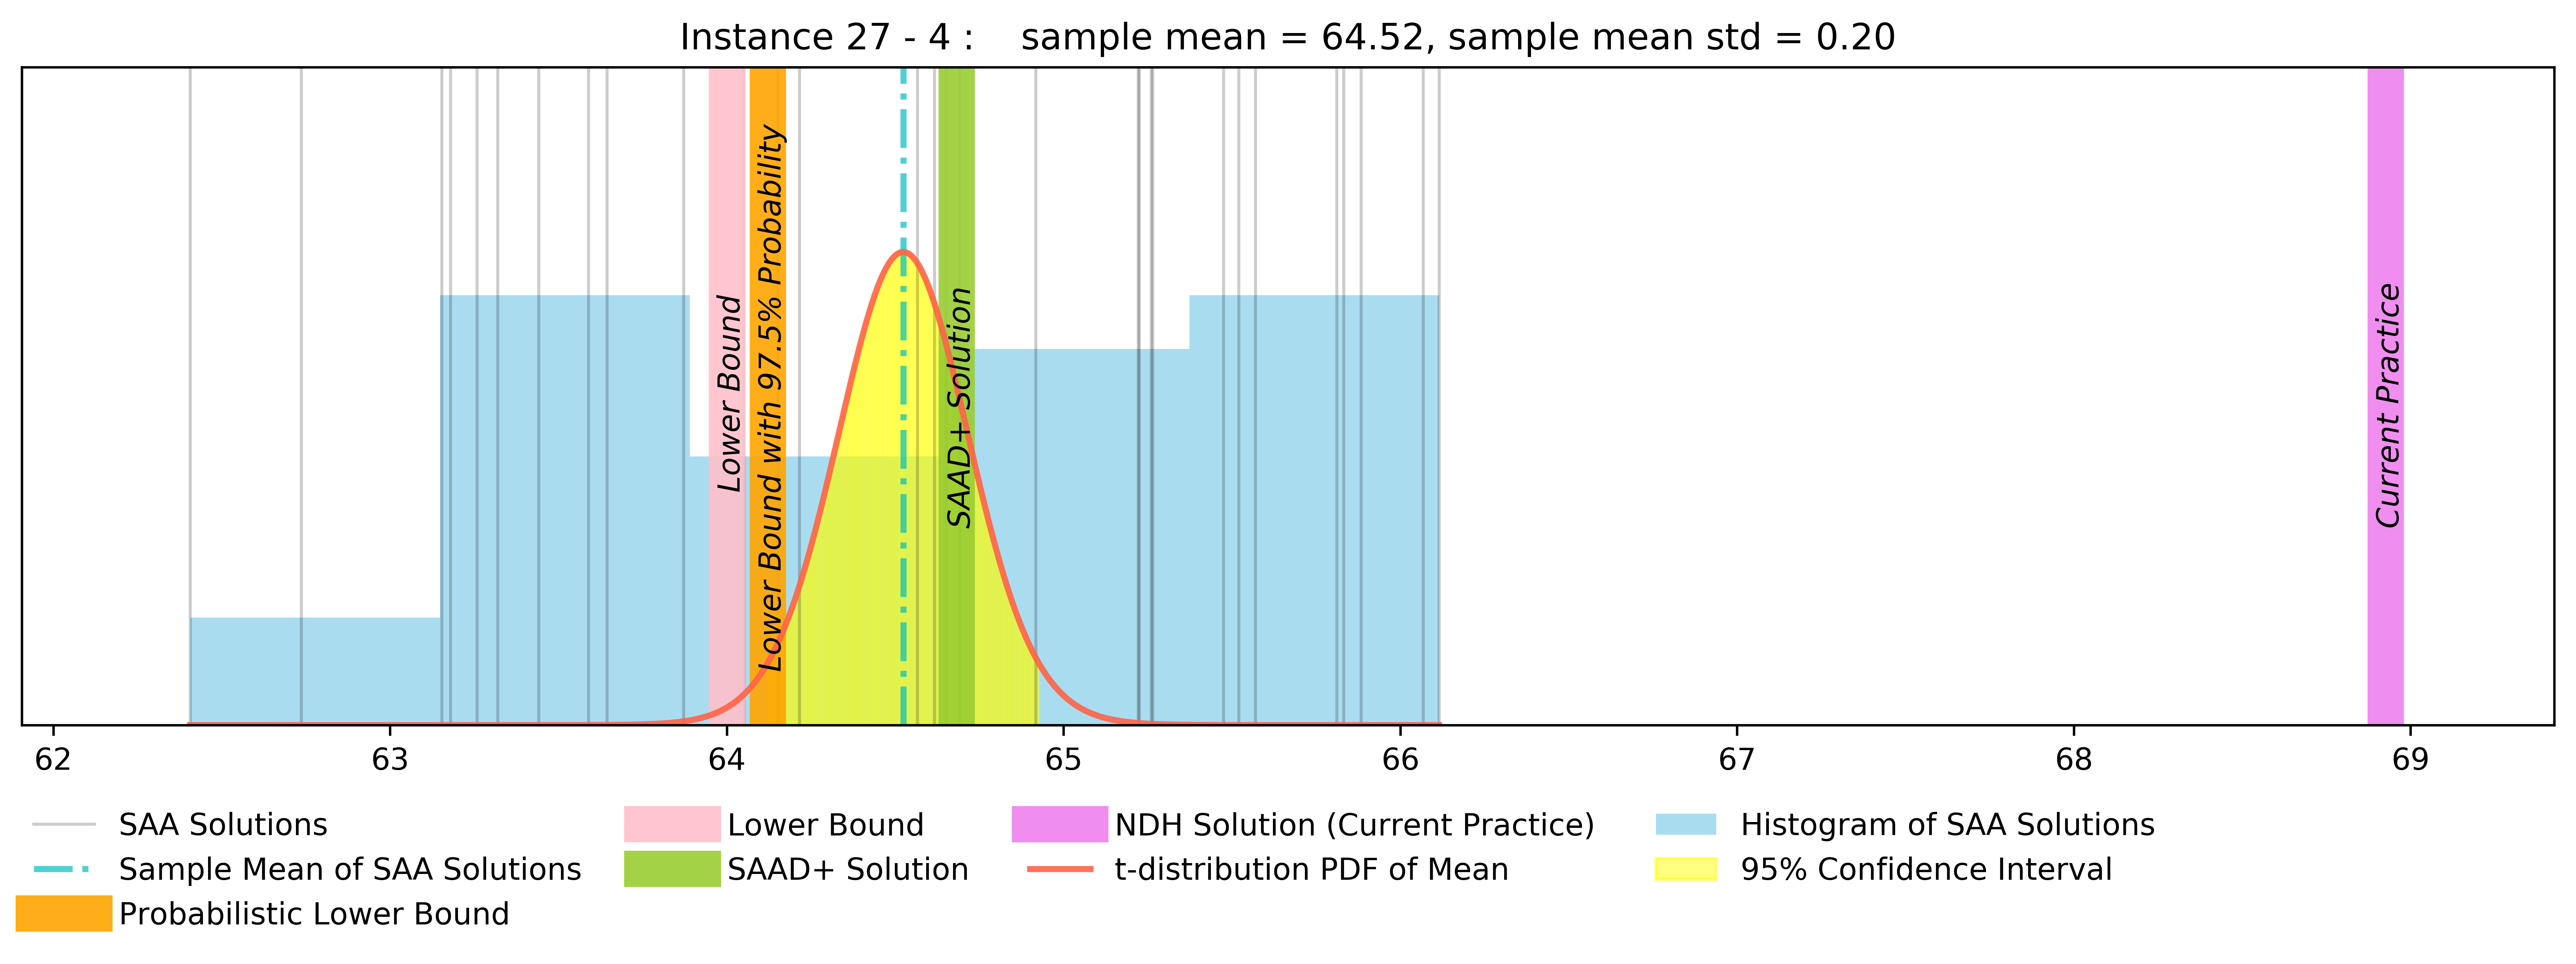 Instance 27 - 4 :    sample mean = 64.52, sample mean std = 0.20
Lower Bound
Lower Bound with 97.5% Probability
SAAD+ Solution
Current Practice
62 63 64 65 66 67 68 69
SAA Solutions
Sample Mean of SAA Solutions
Probabilistic Lower Bound
Lower Bound
SAAD+ Solution
NDH Solution (Current Practice)
t-distribution PDF of Mean
Histogram of SAA Solutions
95% Confidence Interval